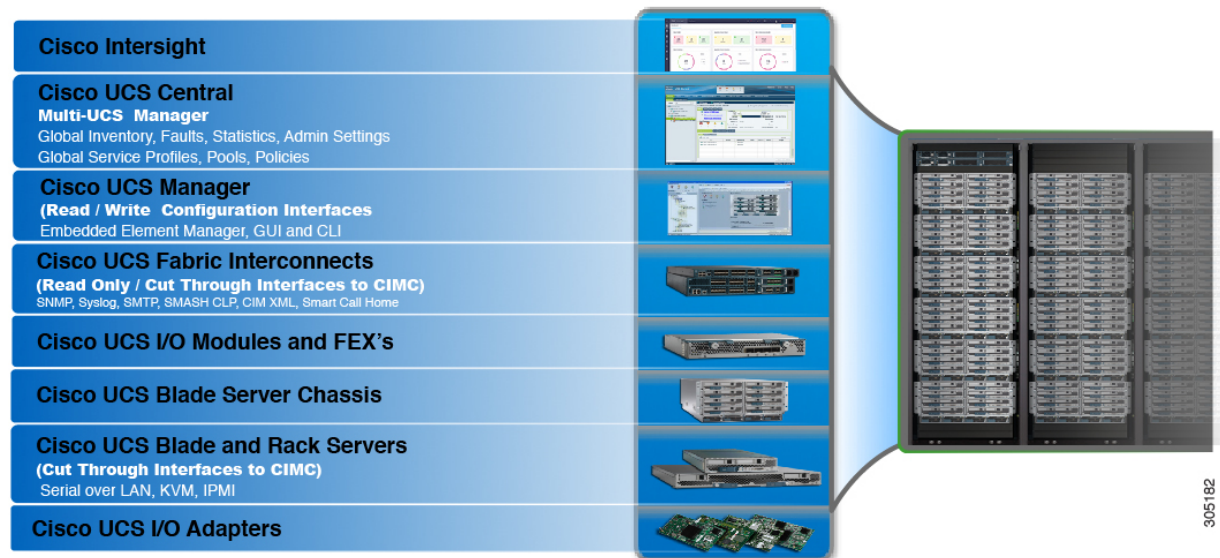 Cisco Intersight
Cisco UCS Central
Multi-UCS Manager
Global Inventory, Faults, Statistics, Admin Settings
Global Service Profiles, Pools, Policies
Cisco UCS Manager
(Read / Write Configuration Interfaces
Embedded Element Manager, GUI and CLI
Cisco UCS Fabric Interconnects
(Read Only / Cut Through Interfaces to CIMC)
SNMP, Syslog, SMTP, SMASH CLP, CIM XML, Smart Call Home
Cisco UCS I/O Modules and FEX's
Cisco UCS Blade Server Chassis
Cisco UCS Blade and Rack Servers
(Cut Through Interfaces to CIMC)
Serial over LAN, KVM, IPMI
Cisco UCS I/O Adapters
305182